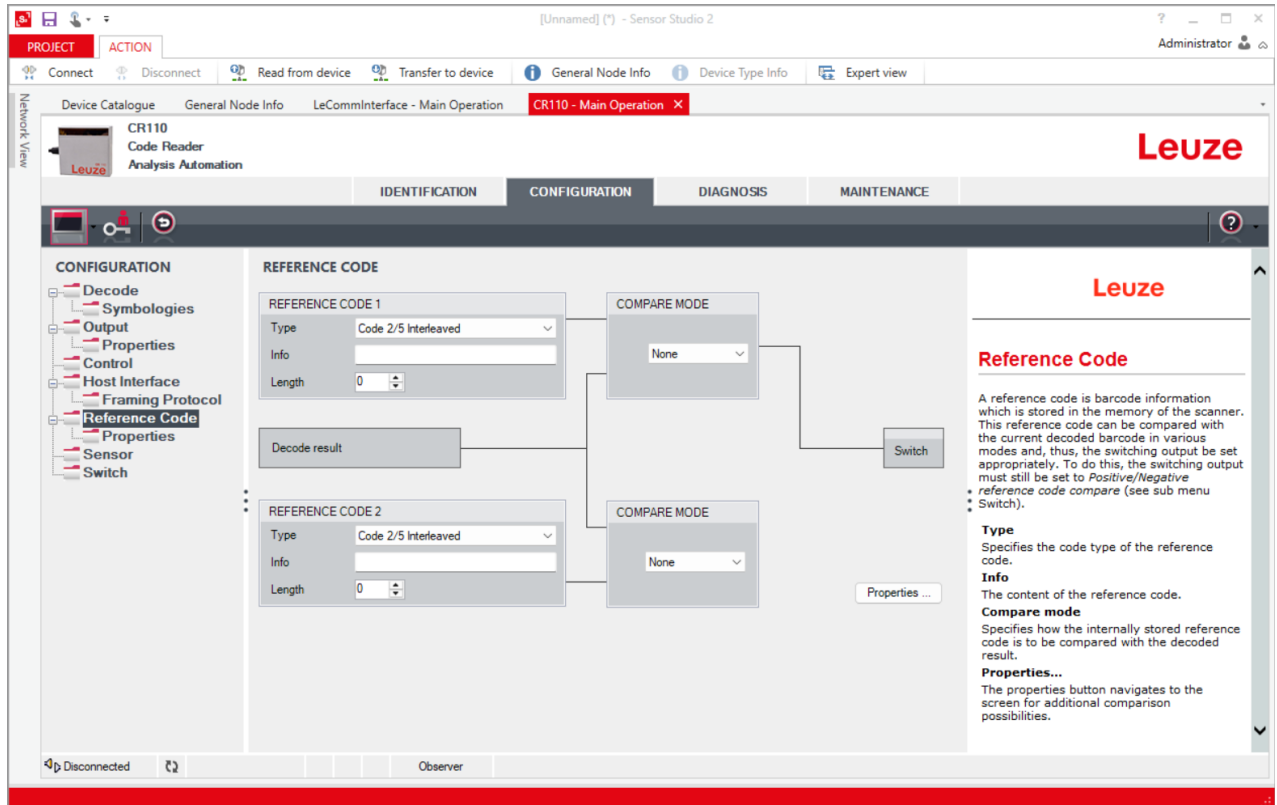 [Unnamed] (*) - Sensor Studio 2
PROJECT ACTION
Administrator
Connect Disconnect Read from device Transfer to device General Node Info Device Type Info Expert view
Network View
Device Catalogue General Node Info LeCommInterface - Main Operation CR110 - Main Operation
CR110
Code Reader
Analysis Automation
Leuze
Leuze
IDENTIFICATION CONFIGURATION DIAGNOSIS MAINTENANCE
CONFIGURATION
Decode
Symbologies
Output
Properties
Control
Host Interface
Framing Protocol
Reference Code
Properties
Sensor
Switch
REFERENCE CODE
REFERENCE CODE 1
Type Code 2/5 Interleaved
Info
Length 0
COMPARE MODE
None
Decode result
Switch
REFERENCE CODE 2
Type Code 2/5 Interleaved
Info
Length 0
COMPARE MODE
None
Properties ...
Leuze
Reference Code
A reference code is barcode information
which is stored in the memory of the scanner.
This reference code can be compared with
the current decoded barcode in various
modes and, thus, the switching output be set
appropriately. To do this, the switching output
must still be set to Positive/Negative
reference code compare (see sub menu
Switch).
Type
Specifies the code type of the reference
code.
Info
The content of the reference code.
Compare mode
Specifies how the internally stored reference
code is to be compared with the decoded
result.
Properties...
The properties button navigates to the
screen for additional comparison
possibilities.
Disconnected Observer